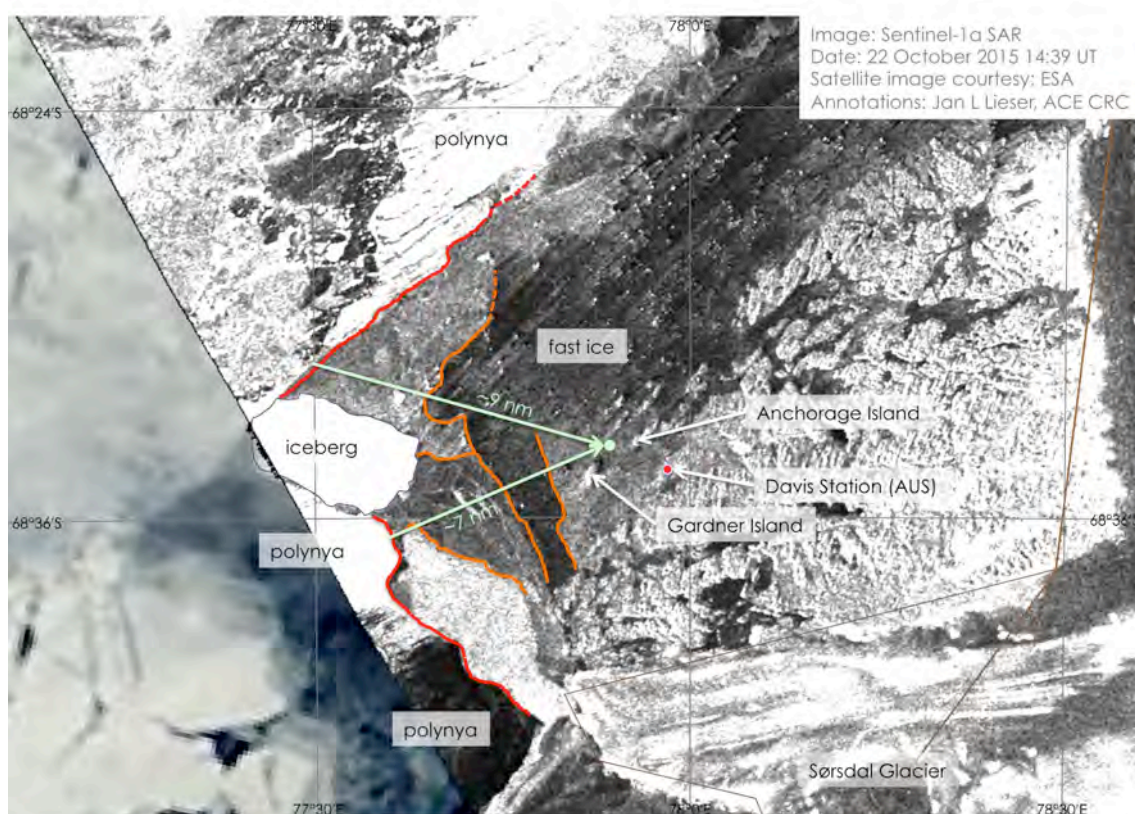 77°30'E
78°0'E
Image: Sentinel-1a SAR
Date: 22 October 2015 14:39 UT
Satellite image courtesy: ESA
Annotations: Jan L Lieser, ACE CRC
68°24'S
polynya
fast ice
~9 nm
Anchorage Island
iceberg
Davis Station (AUS)
~7 nm
Gardner Island
68°36'S
68°36'S
polynya
polynya
Sørsdal Glacier
77°30'E
78°0'E
78°30'E